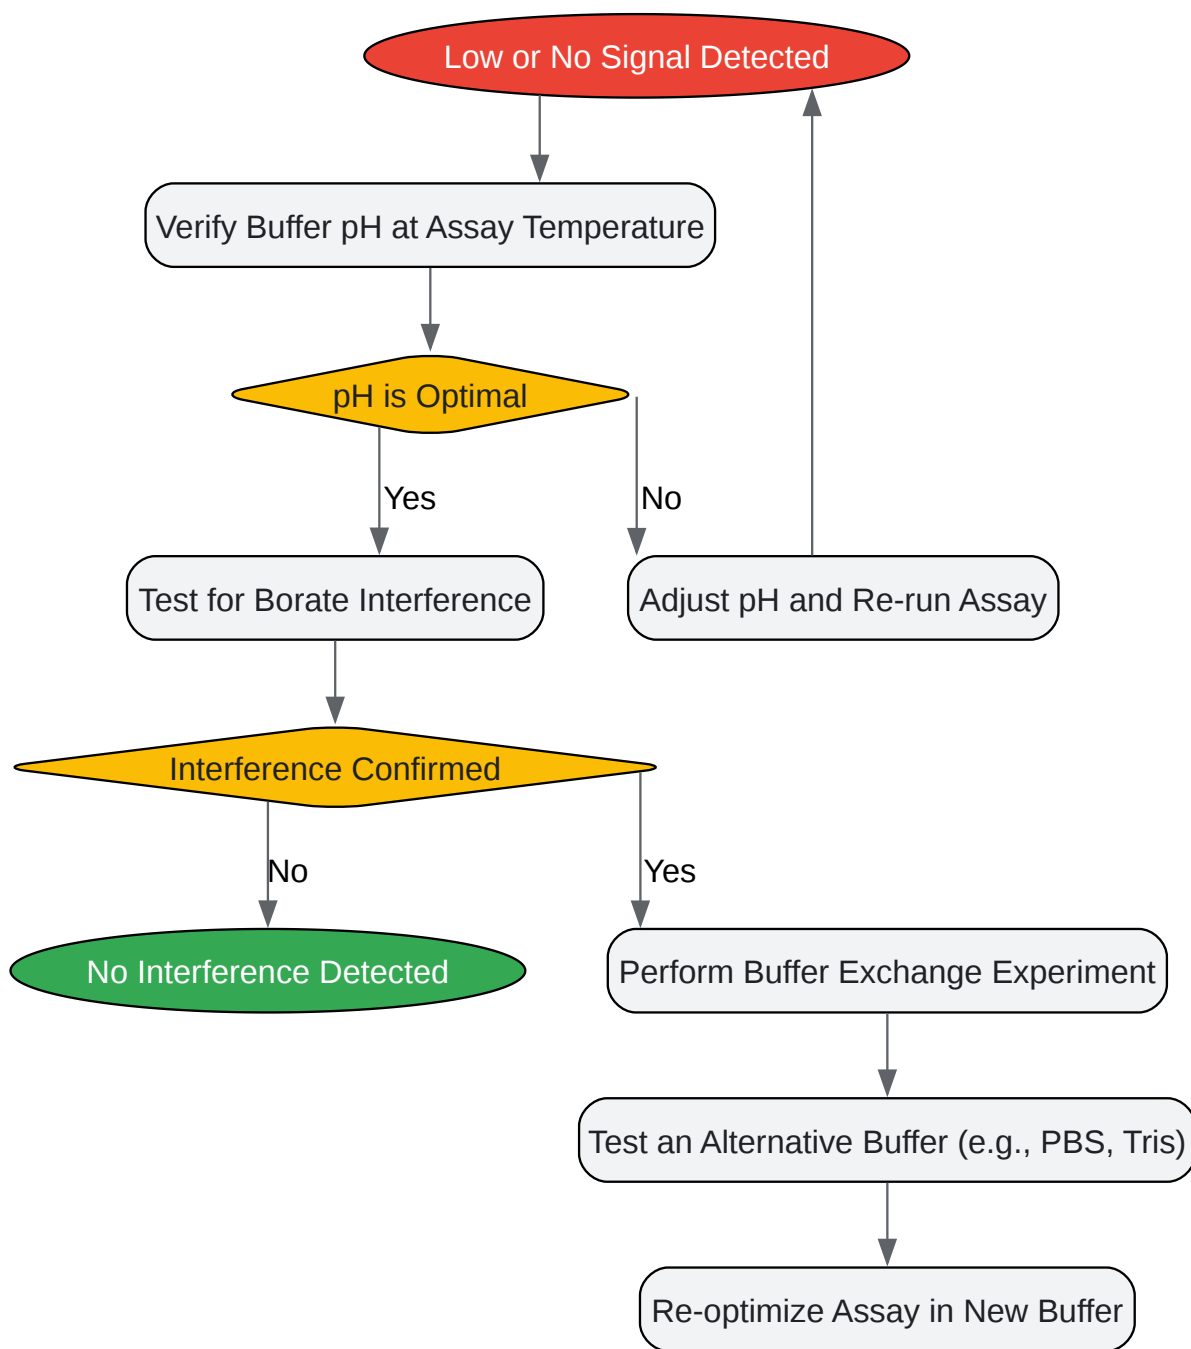 Low or No Signal Detected
Verify Buffer pH at Assay Temperature
pH is Optimal
Yes
No
Test for Borate Interference
Adjust pH and Re-run Assay
Interference Confirmed
No
Yes
No Interference Detected
Perform Buffer Exchange Experiment
Test an Alternative Buffer (e.g., PBS, Tris)
Re-optimize Assay in New Buffer